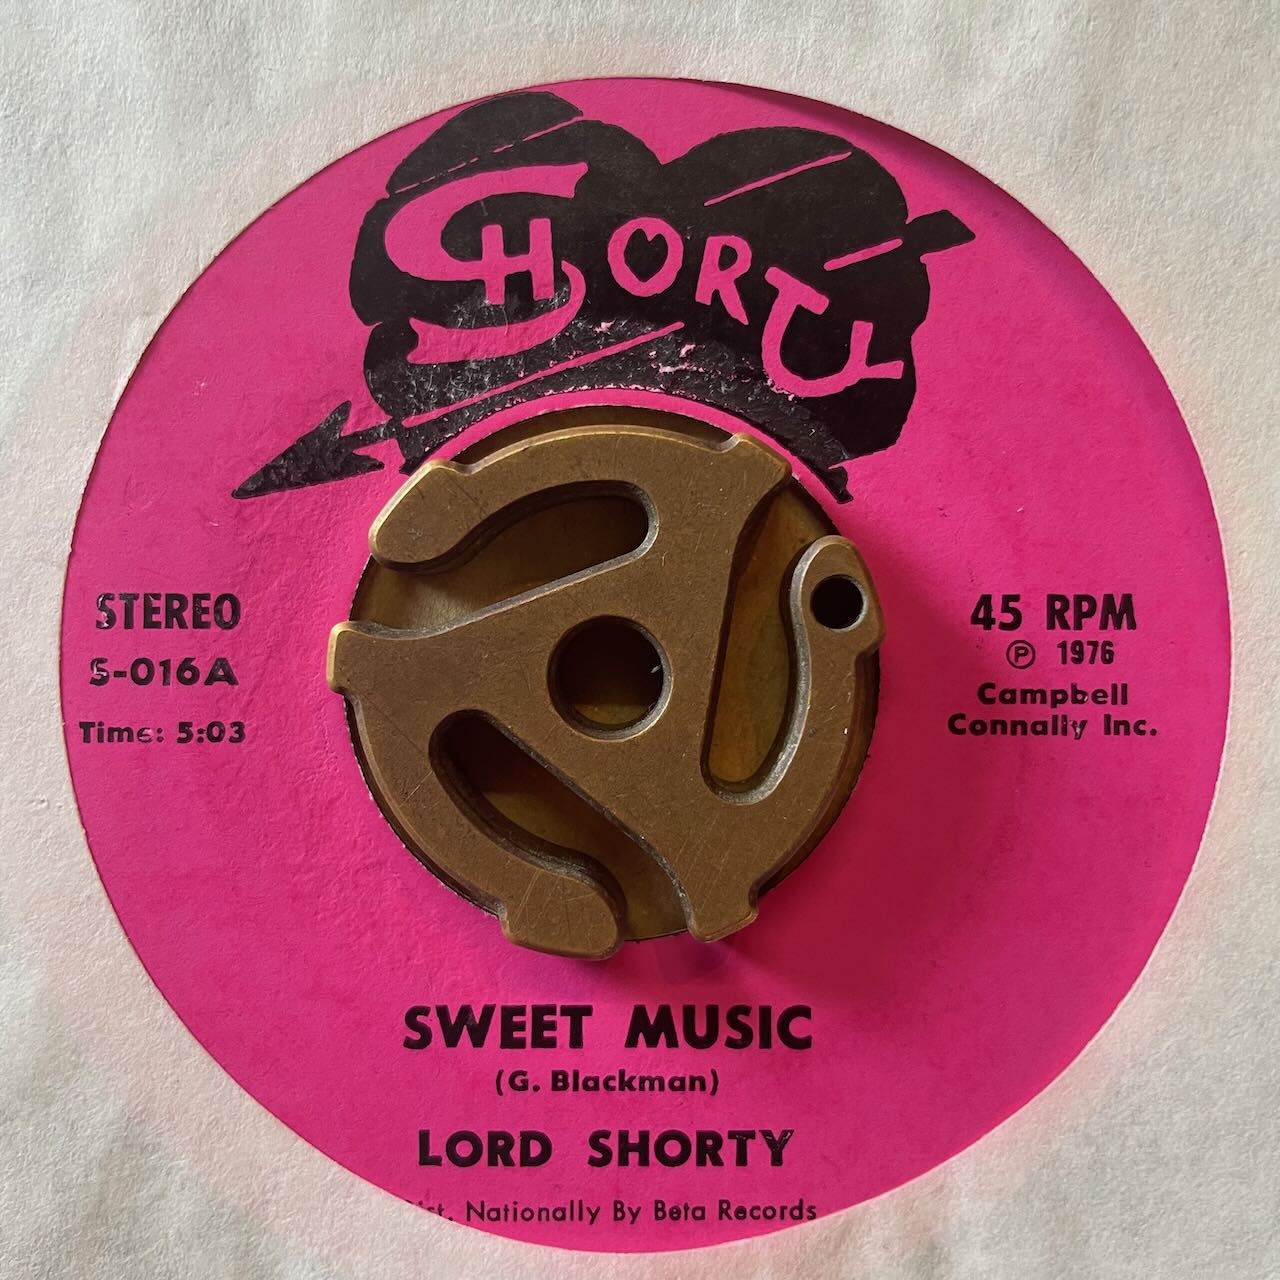 SHORTY
STEREO
S-016A
Time: 5:03
45 RPM
℗ 1976
Campbell
Connally Inc.
SWEET MUSIC
(G. Blackman)
LORD SHORTY
Nationally By Beta Records